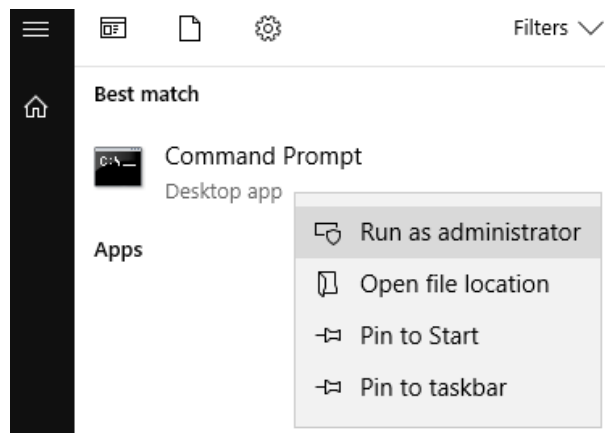 Filters
Best match
C:\
Command Prompt
Desktop app
Run as administrator
Apps
Open file location
Pin to Start
Pin to taskbar